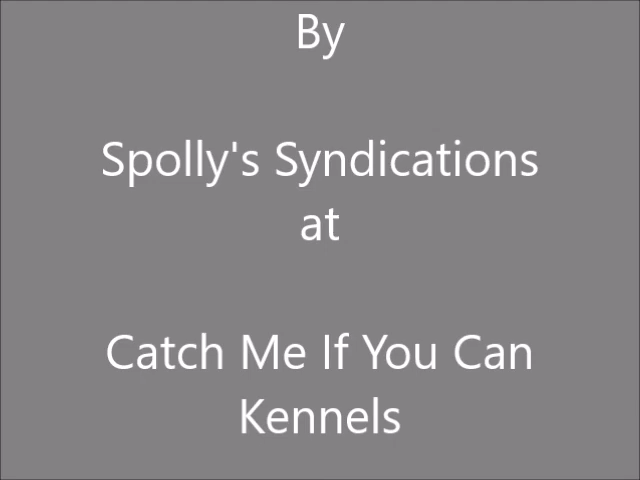 By
Spolly's Syndications
at
Catch Me If You Can
Kennels